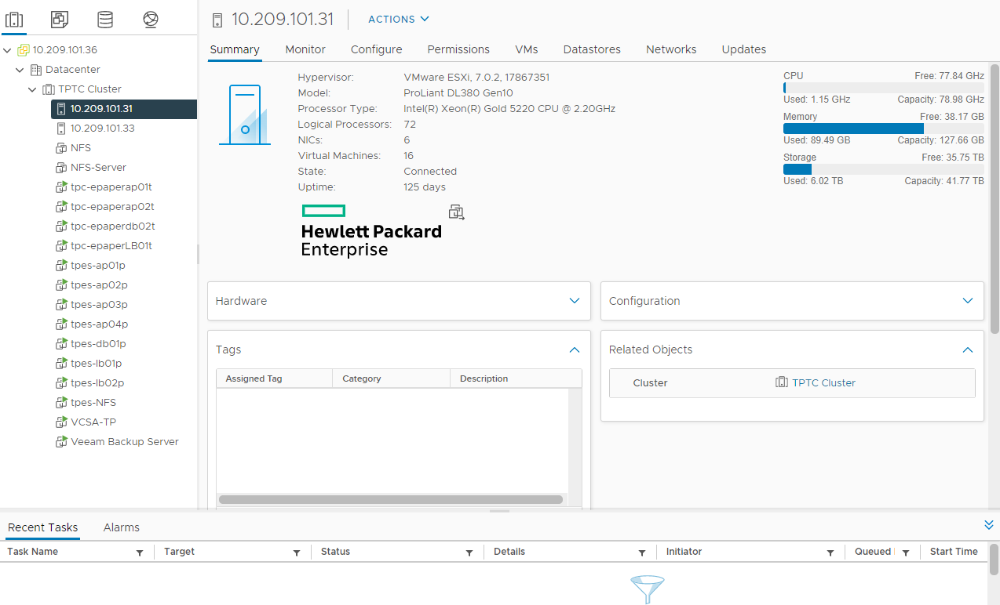 10.209.101.36
Datacenter
TPTC Cluster
10.209.101.31
10.209.101.33
NFS
NFS-Server
tpc-epaperap01t
tpc-epaperap02t
tpc-epaperdb02t
tpc-epaperLB01t
tpes-ap01p
tpes-ap02p
tpes-ap03p
tpes-ap04p
tpes-db01p
tpes-lb01p
tpes-lb02p
tpes-NFS
VCSA-TP
Veeam Backup Server
10.209.101.31 ACTIONS
Summary Monitor Configure Permissions VMs Datastores Networks Updates
Hypervisor: VMware ESXi, 7.0.2, 17867351
Model: ProLiant DL380 Gen10
Processor Type: Intel(R) Xeon(R) Gold 5220 CPU @ 2.20GHz
Logical Processors: 72
NICs: 6
Virtual Machines: 16
State: Connected
Uptime: 125 days
Hewlett Packard
Enterprise
CPU Free: 77.84 GHz
Used: 1.15 GHz Capacity: 78.98 GHz
Memory Free: 38.17 GB
Used: 89.49 GB Capacity: 127.66 GB
Storage Free: 35.75 TB
Used: 6.02 TB Capacity: 41.77 TB
Hardware
Configuration
Tags
Assigned Tag Category Description
Related Objects
Cluster TPTC Cluster
Recent Tasks Alarms
Task Name Target Status Details Initiator Queued Start Time